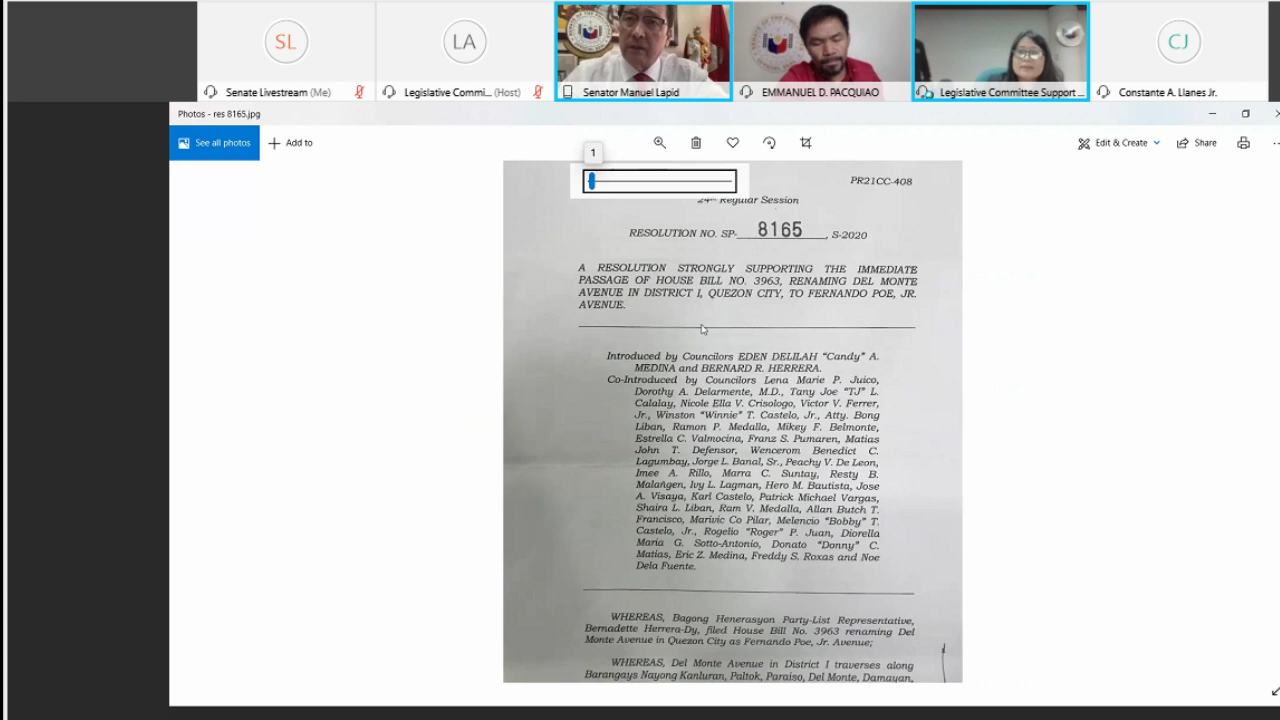 SL
LA
CJ
Senate Livestream (Me)
Legislative Commi... (Host)
Senator Manuel Lapid
EMMANUEL D. PACQUIAO
Legislative Committee Support ...
Constante A. Llanes Jr.
Photos - res 8165.jpg
See all photos
Add to
Edit & Create
Share
1
PR21CC-408
24th Regular Session
RESOLUTION NO. SP- 8165 , S-2020
A RESOLUTION STRONGLY SUPPORTING THE IMMEDIATE
PASSAGE OF HOUSE BILL NO. 3963, RENAMING DEL MONTE
AVENUE IN DISTRICT I, QUEZON CITY, TO FERNANDO POE, JR.
AVENUE.
Introduced by Councilors EDEN DELILAH "Candy" A.
MEDINA and BERNARD R. HERRERA.
Co-Introduced by Councilors Lena Marie P. Juico,
Dorothy A. Delarmente, M.D., Tany Joe "TJ" L.
Calalay, Nicole Ella V. Crisologo, Victor V. Ferrer,
Jr., Winston "Winnie" T. Castelo, Jr., Atty. Bong
Liban, Ramon P. Medalla, Mikey F. Belmonte,
Estrella C. Valmocina, Franz S. Pumaren, Matias
John T. Defensor, Wencerom Benedict C.
Lagumbay, Jorge L. Banal, Sr., Peachy V. De Leon,
Imee A. Rillo, Marra C. Suntay, Resty B.
Malañgen, Ivy L. Lagman, Hero M. Bautista, Jose
A. Visaya, Karl Castelo, Patrick Michael Vargas,
Shaira L. Liban, Ram V. Medalla, Allan Butch T.
Francisco, Marivic Co Pilar, Melencio "Bobby" T.
Castelo, Jr., Rogelio "Roger" P. Juan, Diorella
Maria G. Sotto-Antonio, Donato "Donny" C.
Matias, Eric Z. Medina, Freddy S. Roxas and Noe
Dela Fuente.
WHEREAS, Bagong Henerasyon Party-List Representative,
Bernadette Herrera-Dy, filed House Bill No. 3963 renaming Del
Monte Avenue in Quezon City as Fernando Poe, Jr. Avenue;
WHEREAS, Del Monte Avenue in District I traverses along
Barangays Nayong Kanluran, Paltok, Paraiso, Del Monte, Damayan,